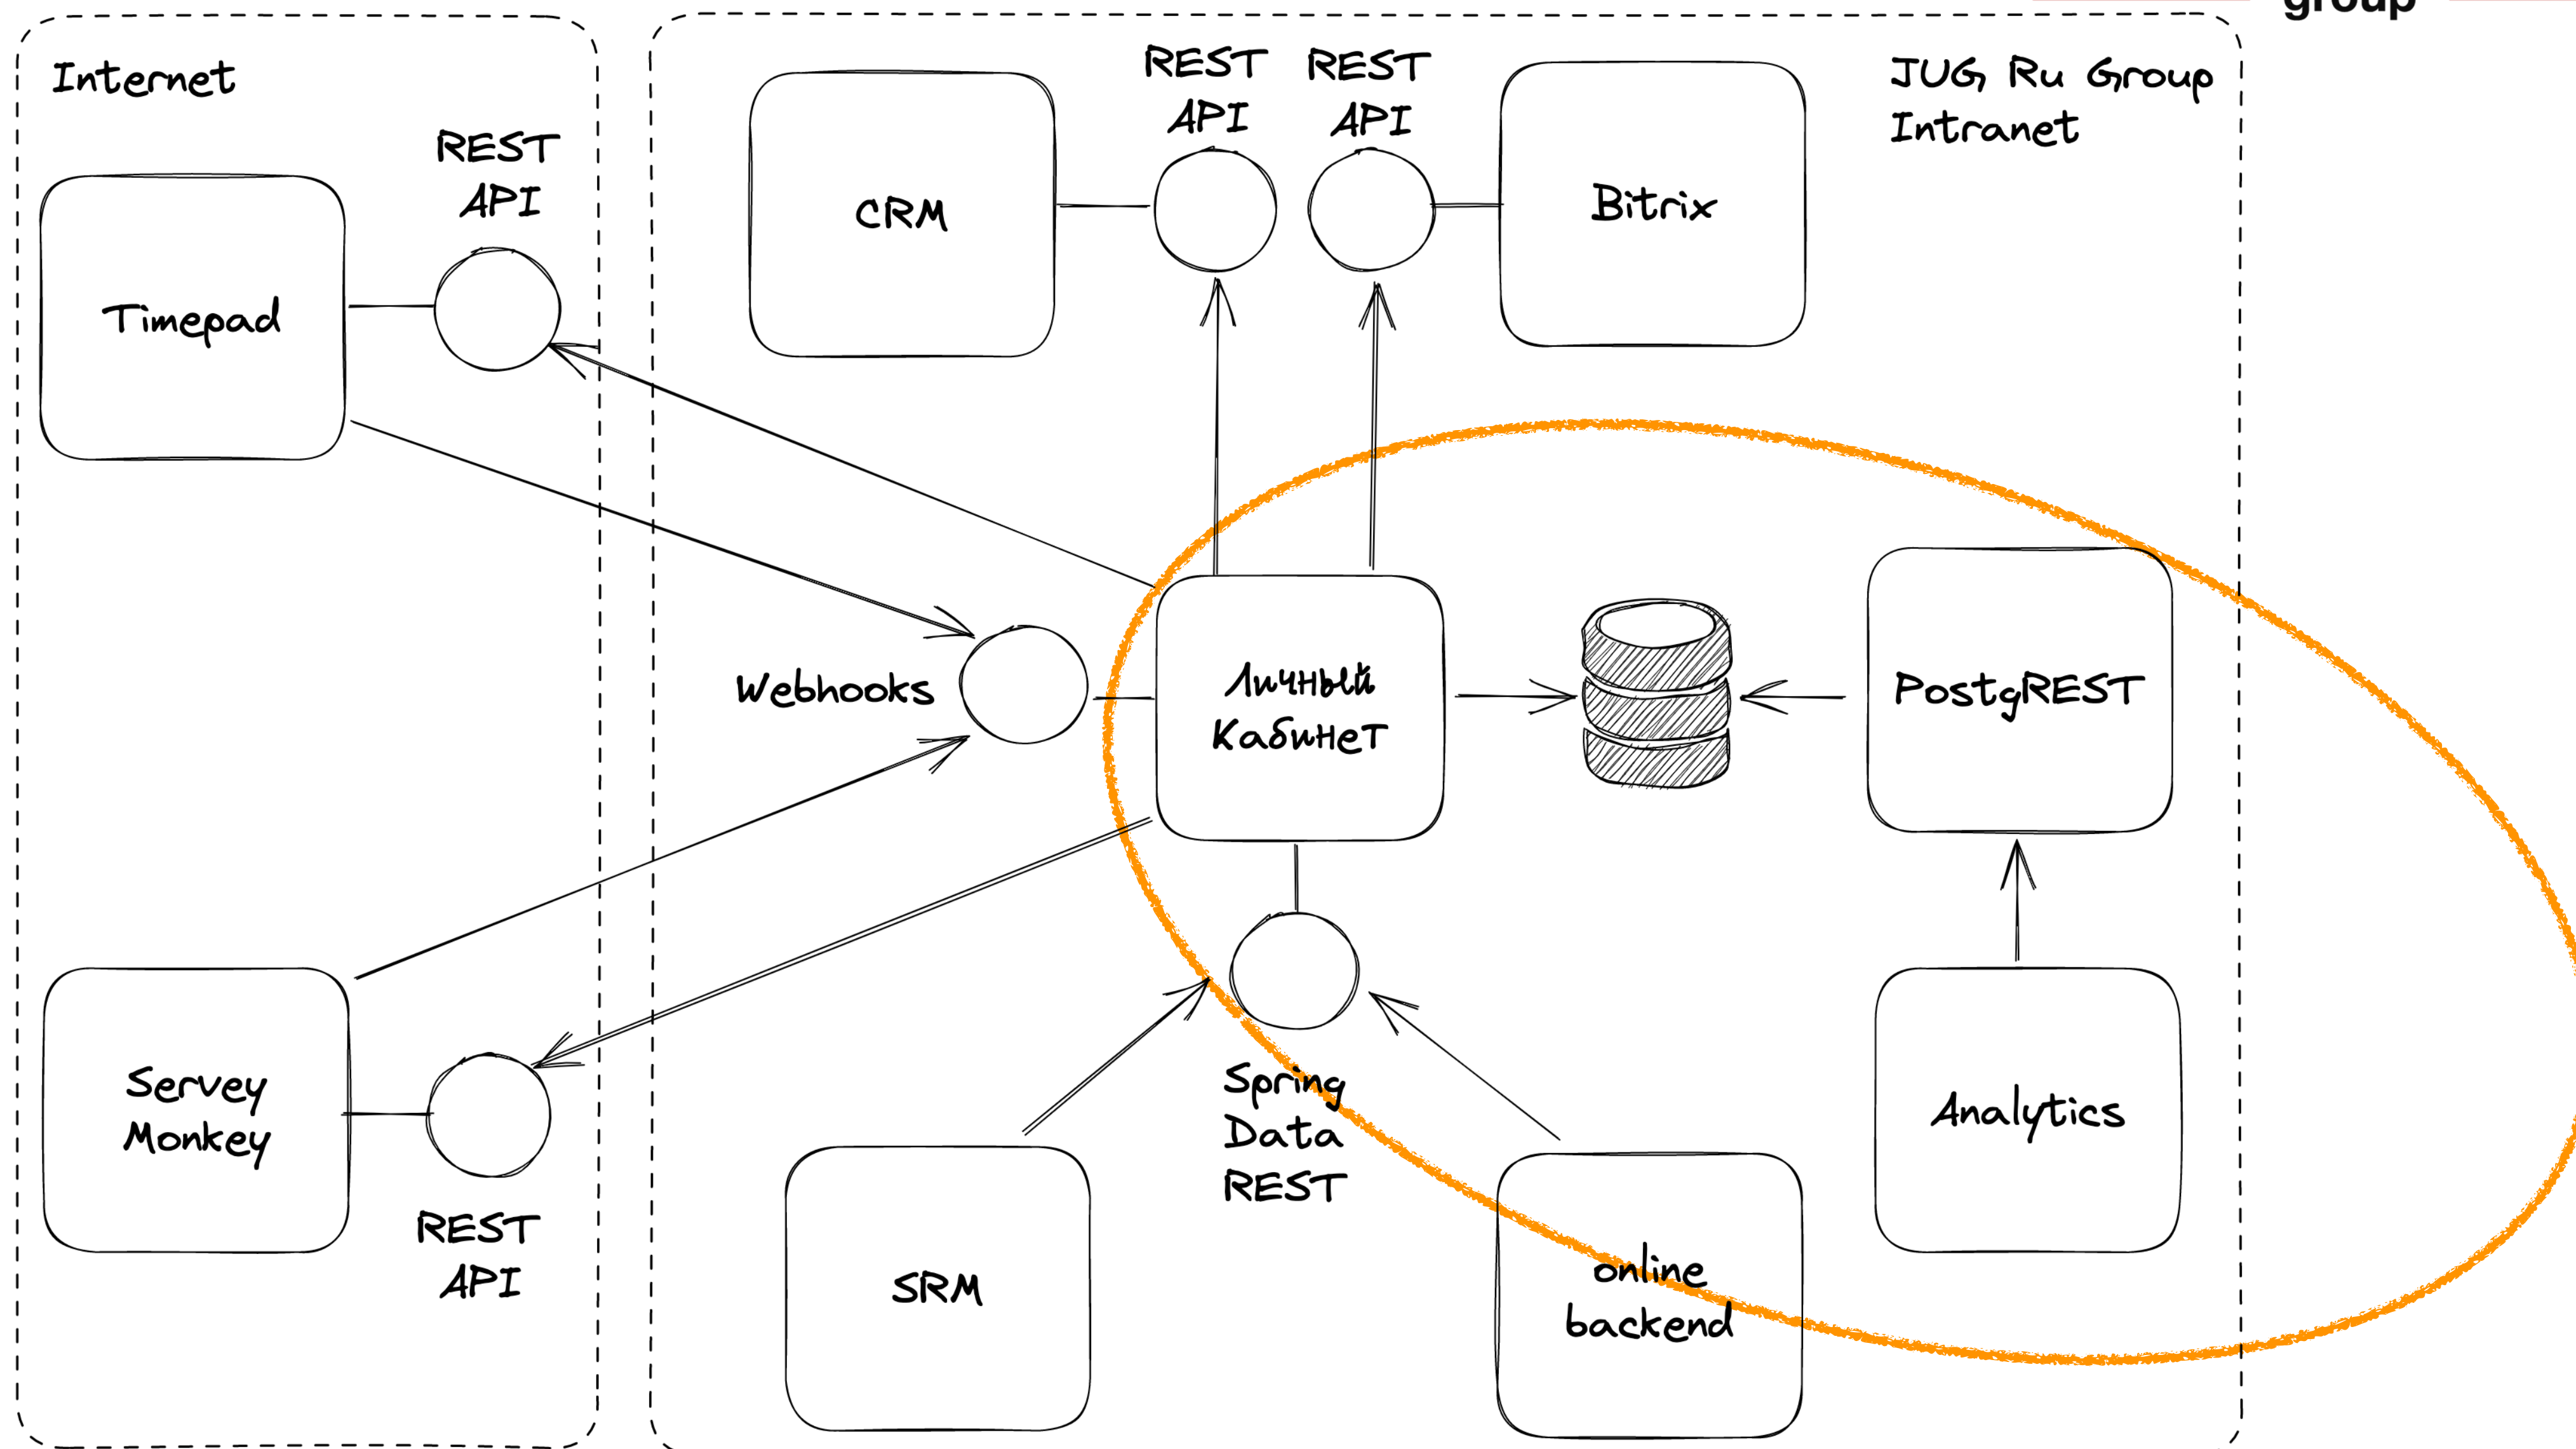 group
Internet
REST
API
Timepad
CRM
REST
API
REST
API
Bitrix
JUG Ru Group
Intranet
Webhooks
Личный
Кабинет
PostgREST
Servey
Monkey
REST
API
Spring
Data
REST
SRM
online
backend
Analytics